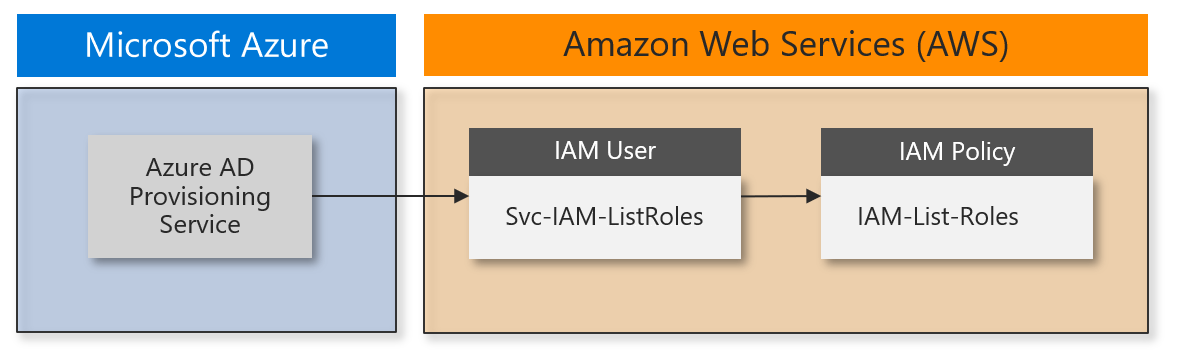 Microsoft Azure
Amazon Web Services (AWS)
Azure AD
Provisioning
Service
IAM User
Svc-IAM-ListRoles
IAM Policy
IAM-List-Roles